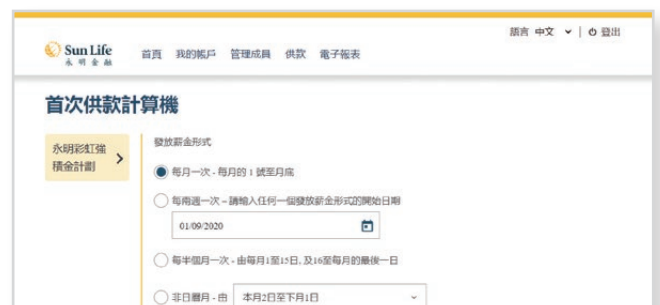 語言 中文 | 登出
Sun Life
永明金融
首頁 我的帳戶 管理成員 供款 電子報表
首次供款計算機
永明彩虹強
積金計劃
發放薪金形式
每月一次 - 每月的 1 號至月底
每兩週一次 – 請輸入任何一個發放薪金形式的開始日期
01/09/2020
每半個月一次 - 由每月1至15日, 及16至每月的最後一日
非日曆月 - 由 本月2日至下月1日